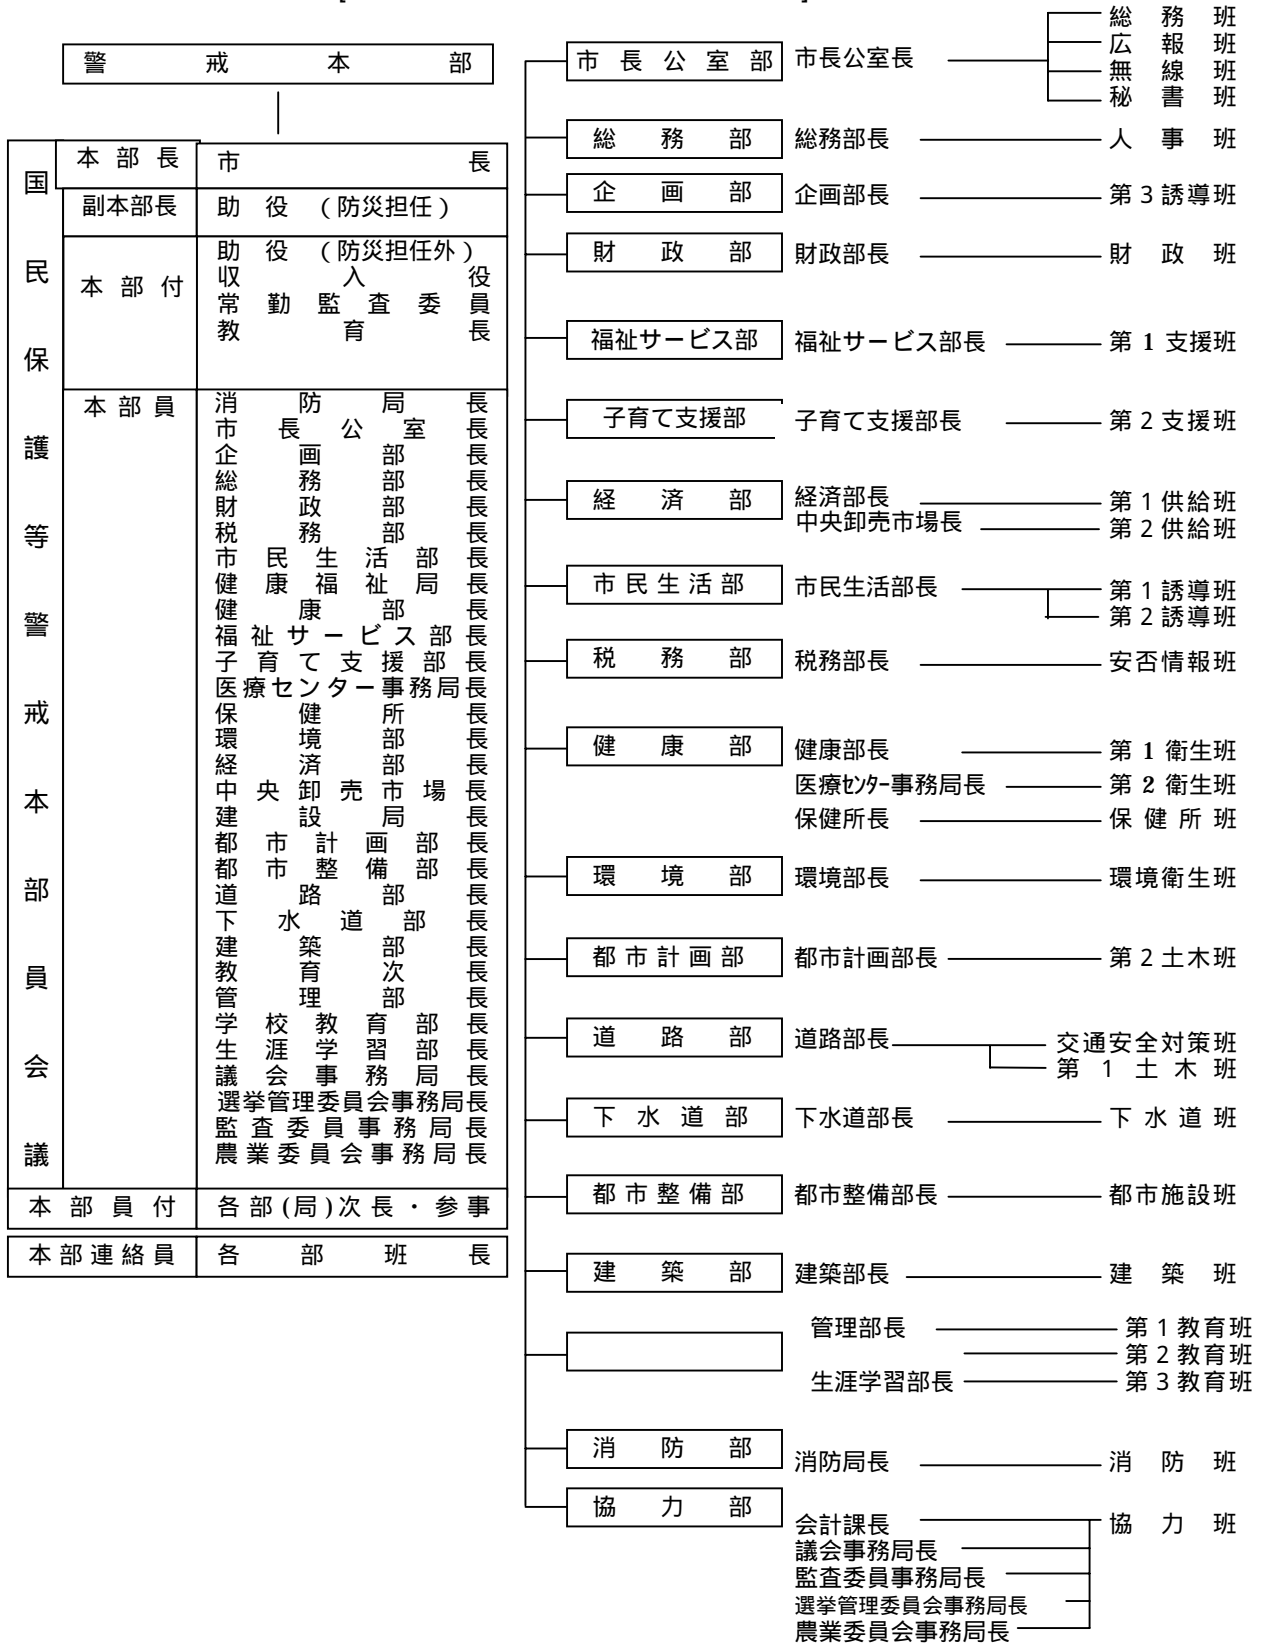 警戒本部
国民保護等警戒本部員会議
本部長 市長
副本部長 助役（防災担任）
本部付 助役（防災担任外）
収入役
常勤監査委員
教育長
本部員 消防局長
市長公室長
企画部長
総務部長
財政部長
税務部長
市民生活部長
健康福祉局長
健康部長
福祉サービス部長
子育て支援部長
医療センター事務局長
保健所長
環境部長
経済部長
中央卸売市場長
建設局長
都市計画部長
都市整備部長
道路部長
下水道部長
建築部長
教育次長
管理部長
学校教育部長
生涯学習部長
議会事務局長
選挙管理委員会事務局長
監査委員事務局長
農業委員会事務局長
本部員付 各部(局)次長・参事
本部連絡員 各部班長
市長公室部 市長公室長 総務班
広報班
無線班
秘書班
総務部 総務部長 人事班
企画部 企画部長 第3誘導班
財政部 財政部長 財政班
福祉サービス部 福祉サービス部長 第1支援班
子育て支援部 子育て支援部長 第2支援班
経済部 経済部長 第1供給班
中央卸売市場長 第2供給班
市民生活部 市民生活部長 第1誘導班
第2誘導班
税務部 税務部長 安否情報班
健康部 健康部長 第1衛生班
医療ｾﾝﾀｰ事務局長 第2衛生班
保健所長 保健所班
環境部 環境部長 環境衛生班
都市計画部 都市計画部長 第2土木班
道路部 道路部長 交通安全対策班
第1土木班
下水道部 下水道部長 下水道班
都市整備部 都市整備部長 都市施設班
建築部 建築部長 建築班
管理部長 第1教育班
第2教育班
生涯学習部長 第3教育班
消防部 消防局長 消防班
協力部 会計課長 協力班
議会事務局長
監査委員事務局長
選挙管理委員会事務局長
農業委員会事務局長